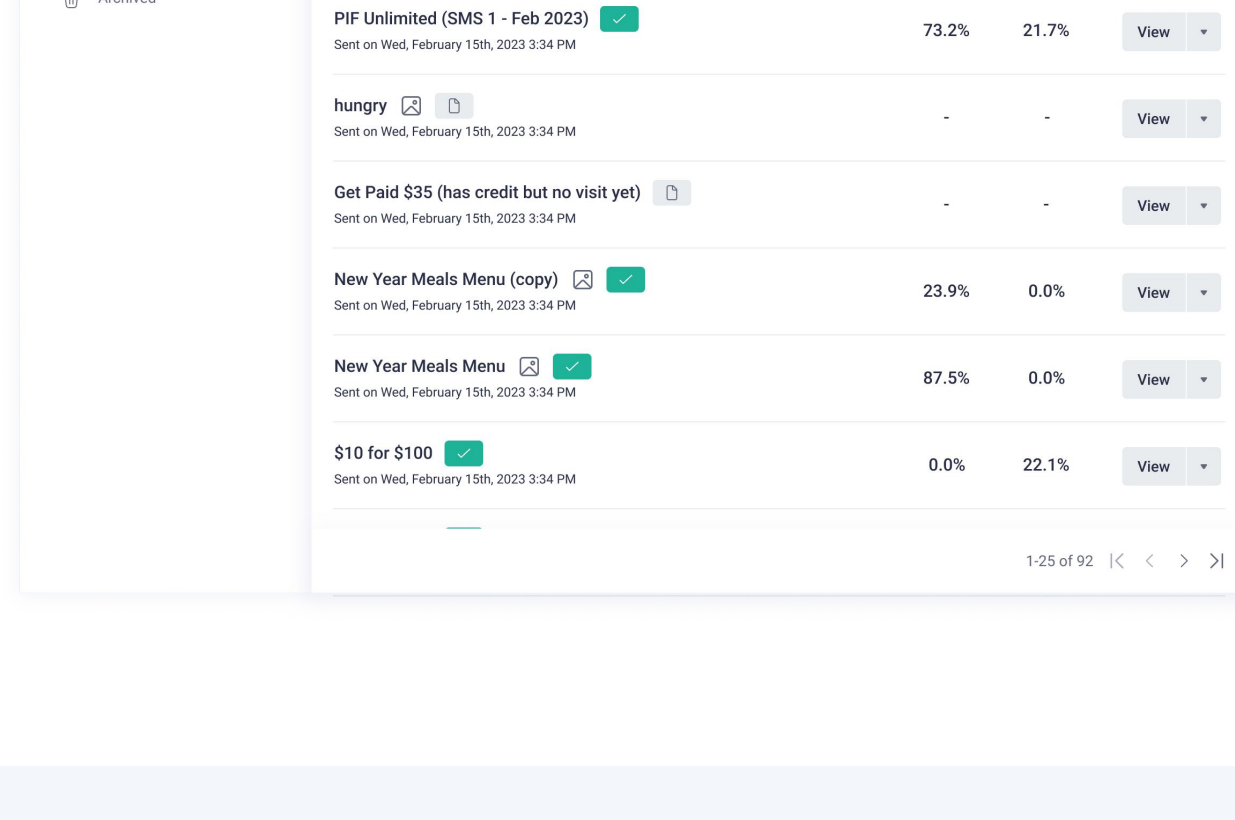 Archived
PIF Unlimited (SMS 1 - Feb 2023)
Sent on Wed, February 15th, 2023 3:34 PM
73.2% 21.7% View
hungry
Sent on Wed, February 15th, 2023 3:34 PM
- - View
Get Paid $35 (has credit but no visit yet)
Sent on Wed, February 15th, 2023 3:34 PM
- - View
New Year Meals Menu (copy)
Sent on Wed, February 15th, 2023 3:34 PM
23.9% 0.0% View
New Year Meals Menu
Sent on Wed, February 15th, 2023 3:34 PM
87.5% 0.0% View
$10 for $100
Sent on Wed, February 15th, 2023 3:34 PM
0.0% 22.1% View
1-25 of 92